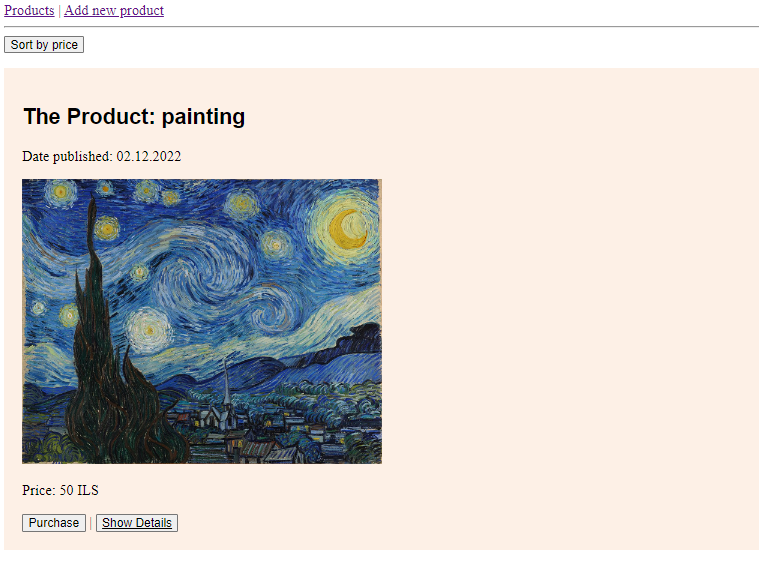 Products | Add new product
Sort by price
The Product: painting
Date published: 02.12.2022
Price: 50 ILS
Purchase | Show Details